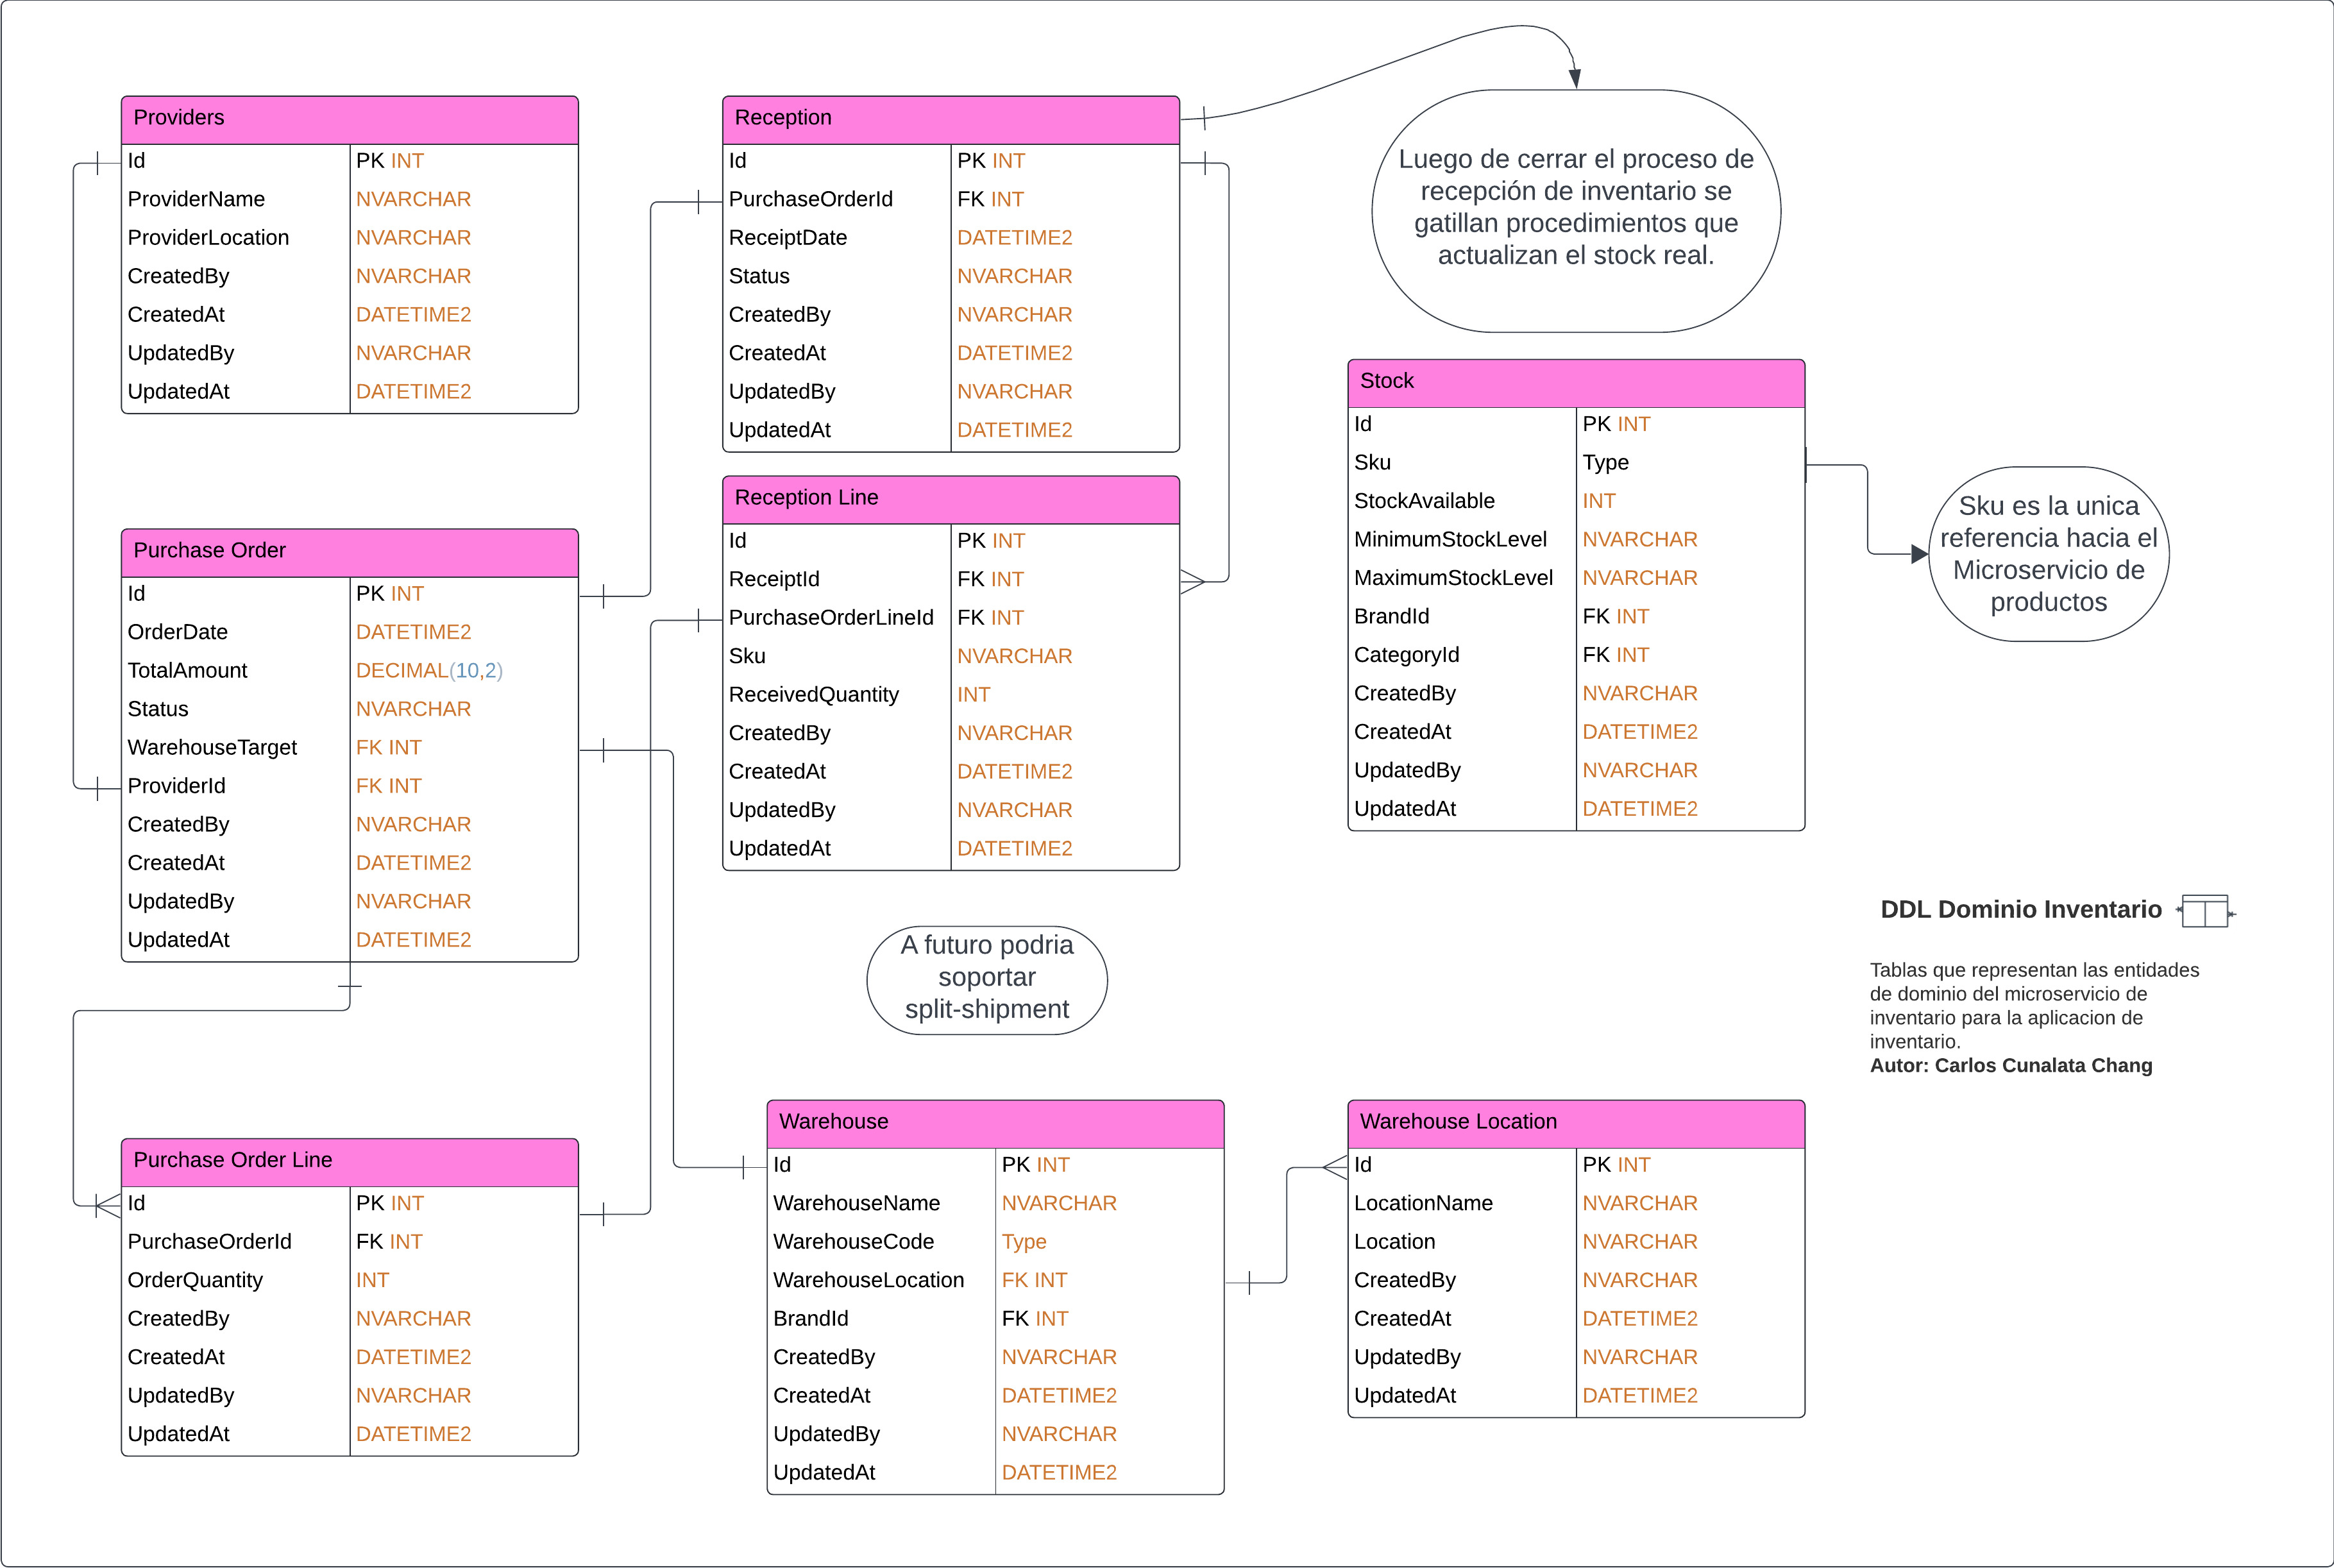 Providers
Id PK INT
ProviderName NVARCHAR
ProviderLocation NVARCHAR
CreatedBy NVARCHAR
CreatedAt DATETIME2
UpdatedBy NVARCHAR
UpdatedAt DATETIME2
Reception
Id PK INT
PurchaseOrderId FK INT
ReceiptDate DATETIME2
Status NVARCHAR
CreatedBy NVARCHAR
CreatedAt DATETIME2
UpdatedBy NVARCHAR
UpdatedAt DATETIME2
Luego de cerrar el proceso de
recepción de inventario se
gatillan procedimientos que
actualizan el stock real.
Stock
Id PK INT
Sku Type
StockAvailable INT
MinimumStockLevel NVARCHAR
MaximumStockLevel NVARCHAR
BrandId FK INT
CategoryId FK INT
CreatedBy NVARCHAR
CreatedAt DATETIME2
UpdatedBy NVARCHAR
UpdatedAt DATETIME2
Sku es la unica
referencia hacia el
Microservicio de
productos
Purchase Order
Id PK INT
OrderDate DATETIME2
TotalAmount DECIMAL(10,2)
Status NVARCHAR
WarehouseTarget FK INT
ProviderId FK INT
CreatedBy NVARCHAR
CreatedAt DATETIME2
UpdatedBy NVARCHAR
UpdatedAt DATETIME2
Reception Line
Id PK INT
ReceiptId FK INT
PurchaseOrderLineId FK INT
Sku NVARCHAR
ReceivedQuantity INT
CreatedBy NVARCHAR
CreatedAt DATETIME2
UpdatedBy NVARCHAR
UpdatedAt DATETIME2
A futuro podria
soportar
split-shipment
DDL Dominio Inventario
Tablas que representan las entidades
de dominio del microservicio de
inventario para la aplicacion de
inventario.
Autor: Carlos Cunalata Chang
Purchase Order Line
Id PK INT
PurchaseOrderId FK INT
OrderQuantity INT
CreatedBy NVARCHAR
CreatedAt DATETIME2
UpdatedBy NVARCHAR
UpdatedAt DATETIME2
Warehouse
Id PK INT
WarehouseName NVARCHAR
WarehouseCode Type
WarehouseLocation FK INT
BrandId FK INT
CreatedBy NVARCHAR
CreatedAt DATETIME2
UpdatedBy NVARCHAR
UpdatedAt DATETIME2
Warehouse Location
Id PK INT
LocationName NVARCHAR
Location NVARCHAR
CreatedBy NVARCHAR
CreatedAt DATETIME2
UpdatedBy NVARCHAR
UpdatedAt DATETIME2